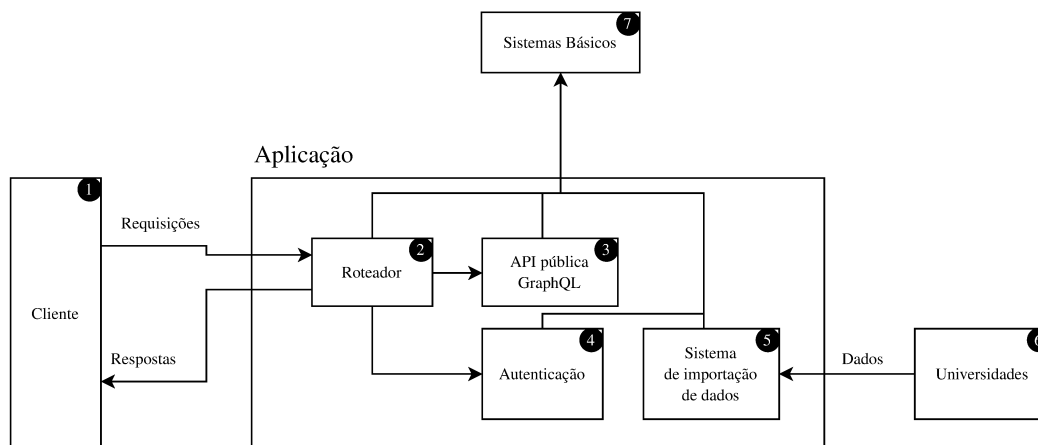 7
Sistemas Básicos
Aplicação
1
Requisições
2
Roteador
3
API pública
GraphQL
Cliente
Respostas
4
Autenticação
5
Sistema
de importação
de dados
Dados
6
Universidades